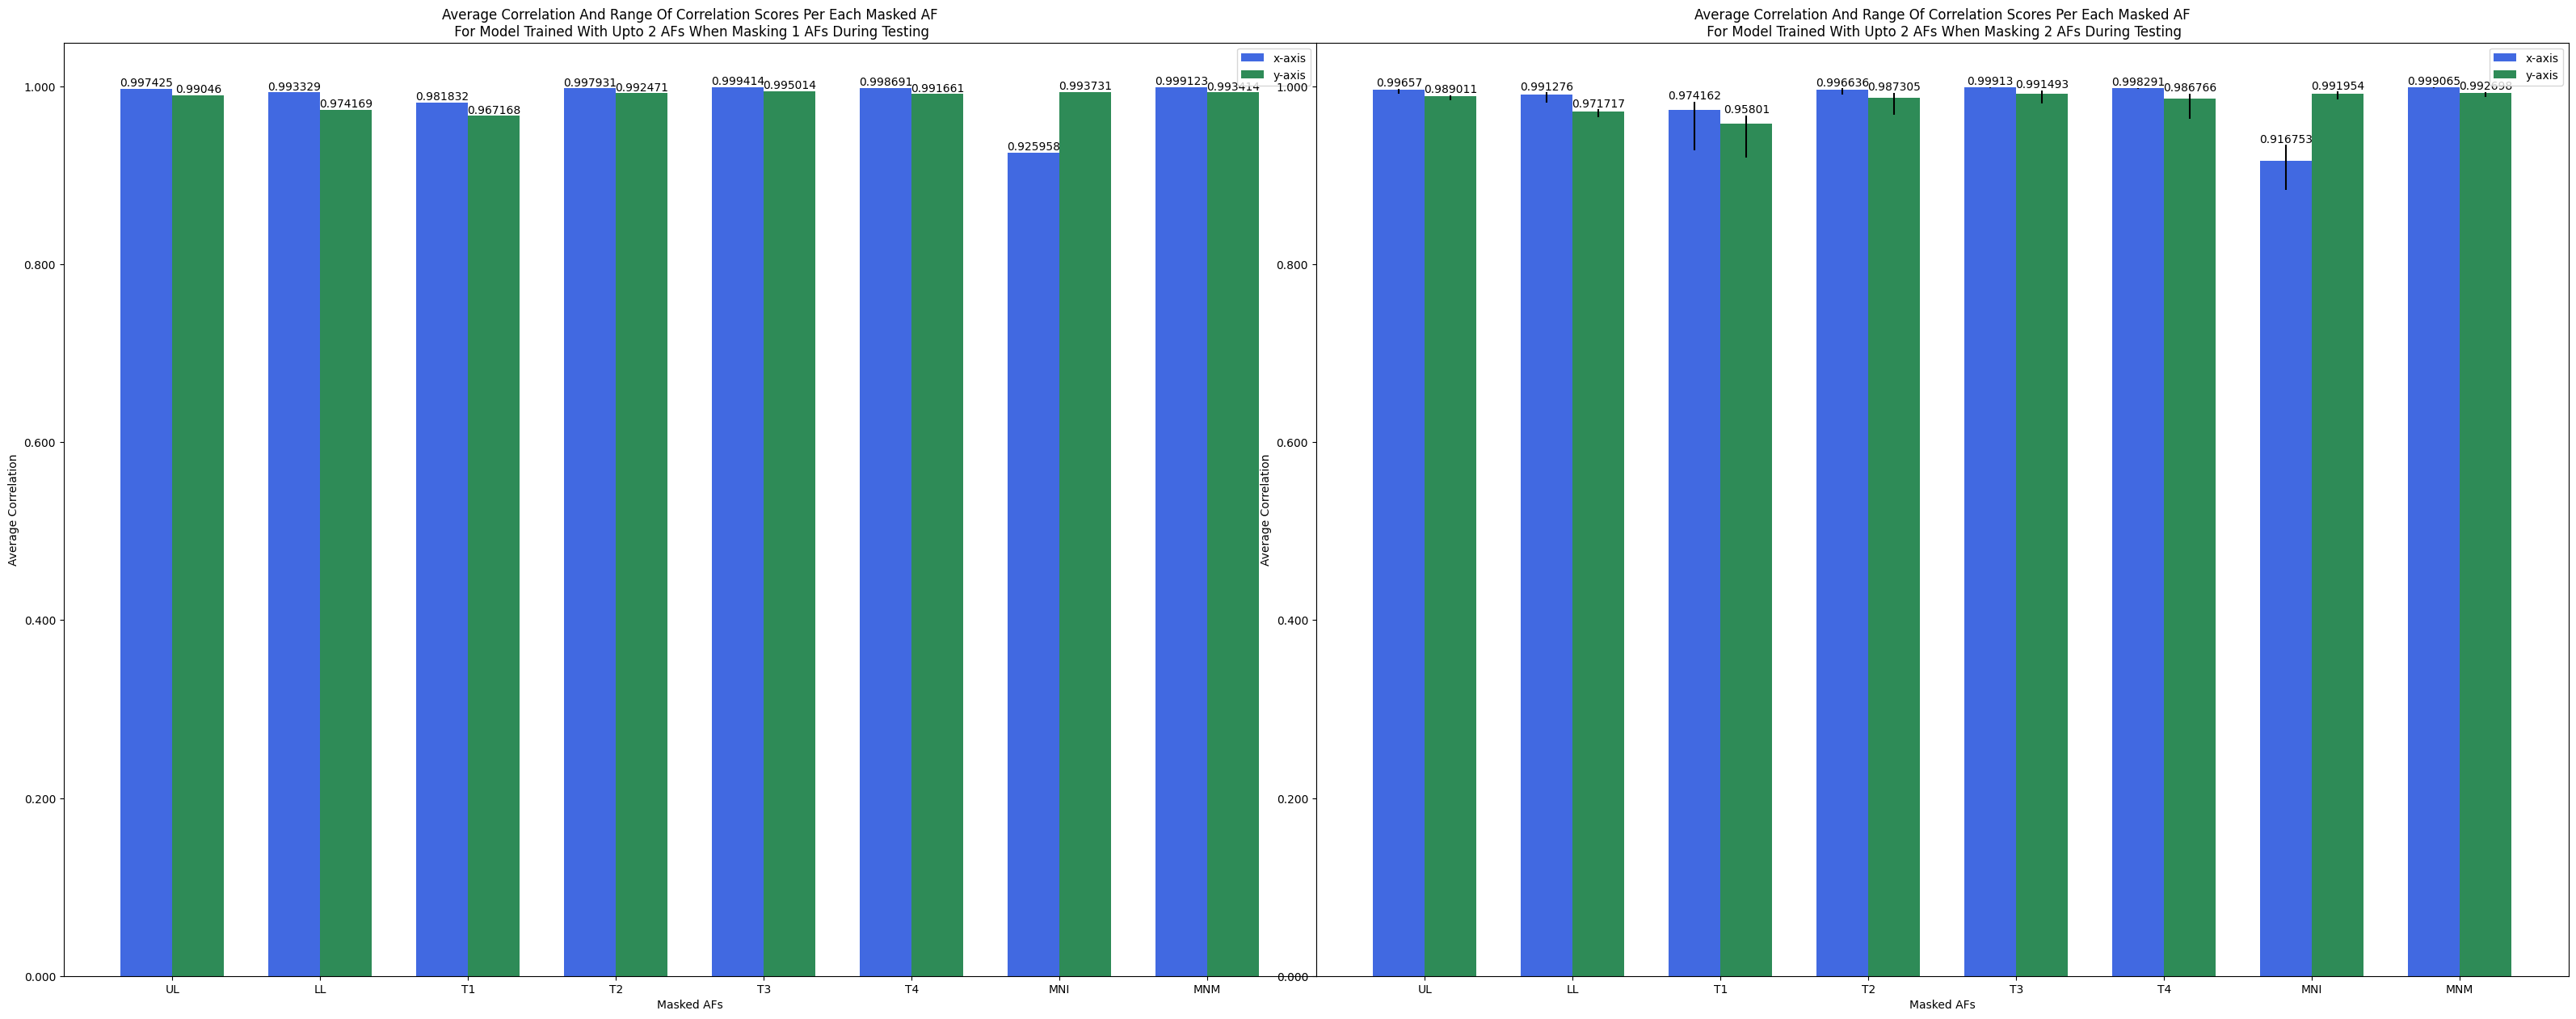 Average Correlation And Range Of Correlation Scores Per Each Masked AF
For Model Trained With Upto 2 AFs When Masking 1 AFs During Testing
x-axis
y-axis
0.997425
0.99046
0.993329
0.974169
0.981832
0.967168
0.997931
0.992471
0.999414
0.995014
0.998691
0.991661
0.925958
0.993731
0.999123
0.993414
1.000
0.800
0.600
0.400
0.200
0.000
Average Correlation
UL
LL
T1
T2
T3
T4
MNI
MNM
Masked AFs
Average Correlation And Range Of Correlation Scores Per Each Masked AF
For Model Trained With Upto 2 AFs When Masking 2 AFs During Testing
x-axis
y-axis
0.99657
0.989011
0.991276
0.971717
0.974162
0.95801
0.996636
0.987305
0.99913
0.991493
0.998291
0.986766
0.916753
0.991954
0.999065
1.000
0.800
0.600
0.400
0.200
0.000
Average Correlation
UL
LL
T1
T2
T3
T4
MNI
MNM
Masked AFs